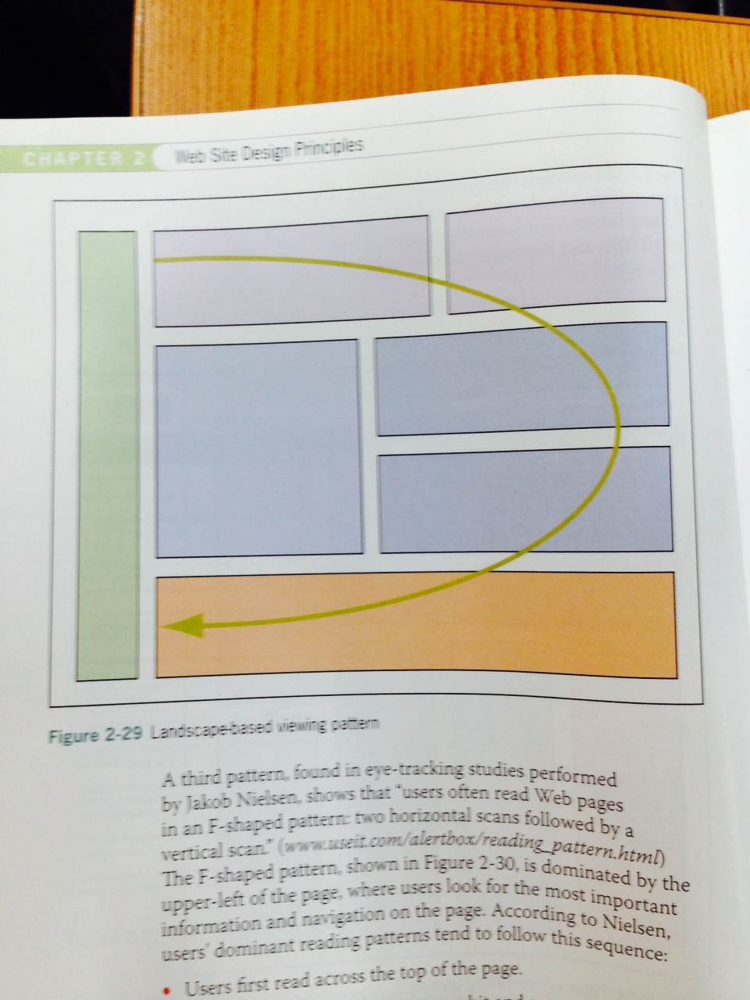 CHAPTER 2 Web Site Design Principles
Figure 2-29 Landscape-based viewing pattern
A third pattern, found in eye-tracking studies performed
by Jakob Nielsen, shows that “users often read Web pages
in an F-shaped pattern: two horizontal scans followed by a
vertical scan.” (www.useit.com/alertbox/reading_pattern.html)
The F-shaped pattern, shown in Figure 2-30, is dominated by the
upper-left of the page, where users look for the most important
information and navigation on the page. According to Nielsen,
users’ dominant reading patterns tend to follow this sequence:
• Users first read across the top of the page.